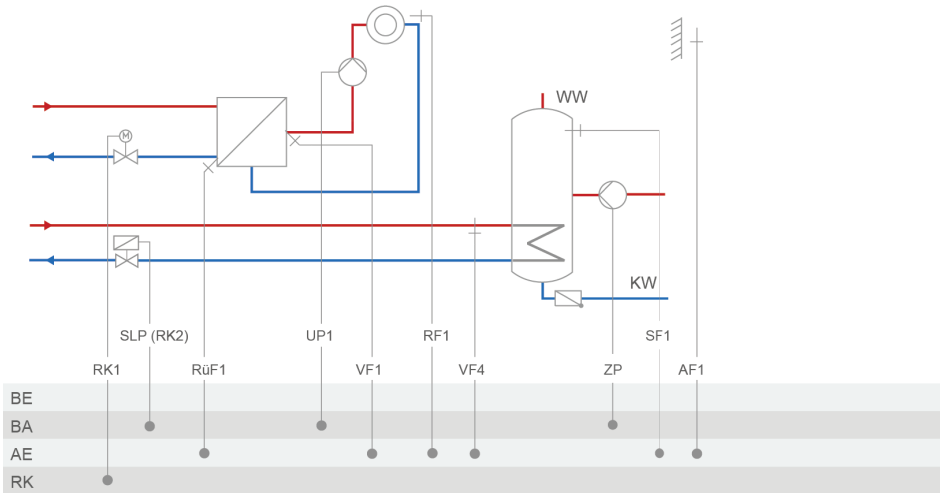 WW
M
KW
SLP (RK2) UP1 RF1 SF1
RK1 RüF1 VF1 VF4 ZP AF1
BE
BA
AE
RK